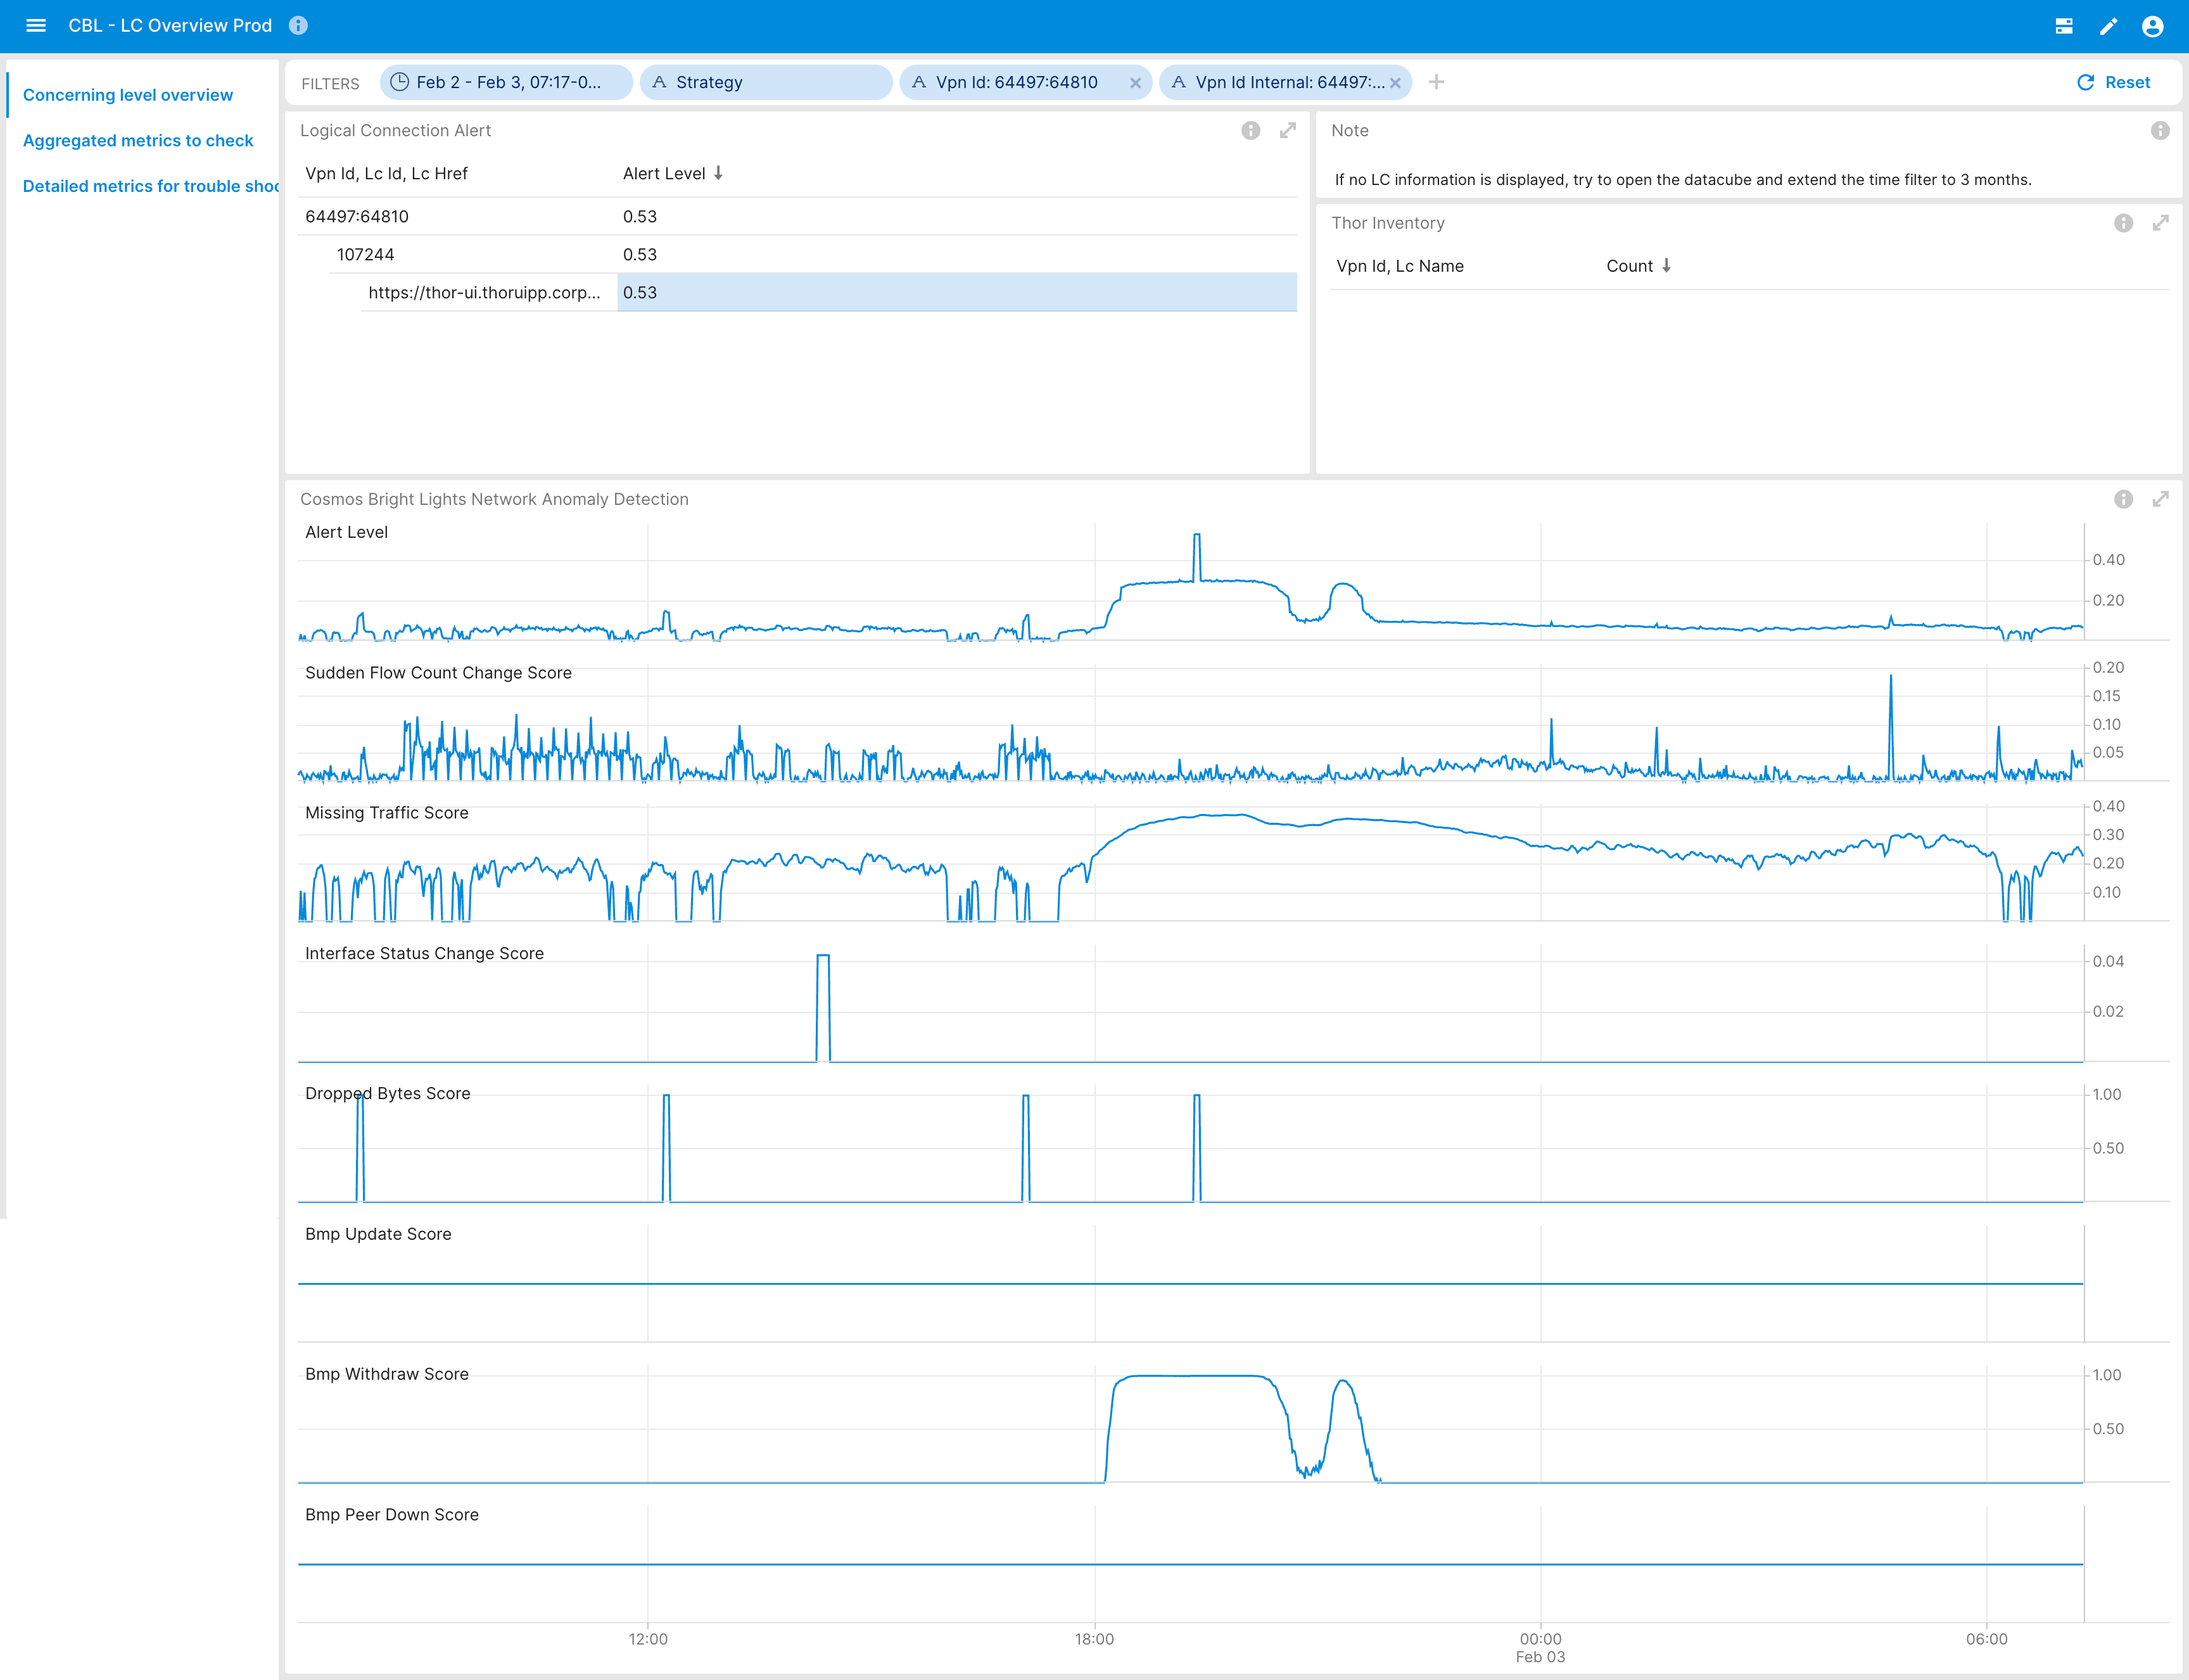 CBL - LC Overview Prod
Concerning level overview
Aggregated metrics to check
Detailed metrics for trouble shoo
FILTERS
Feb 2 - Feb 3, 07:17-0...
Strategy
Vpn Id: 64497:64810
Vpn Id Internal: 64497:...
Reset
Logical Connection Alert
Vpn Id, Lc Id, Lc Href Alert Level
64497:64810 0.53
107244 0.53
https://thor-ui.thoruipp.corp... 0.53
Note
If no LC information is displayed, try to open the datacube and extend the time filter to 3 months.
Thor Inventory
Vpn Id, Lc Name Count
Cosmos Bright Lights Network Anomaly Detection
Alert Level
0.40
0.20
Sudden Flow Count Change Score
0.20
0.15
0.10
0.05
Missing Traffic Score
0.40
0.30
0.20
0.10
Interface Status Change Score
0.04
0.02
Dropped Bytes Score
1.00
0.50
Bmp Update Score
Bmp Withdraw Score
1.00
0.50
Bmp Peer Down Score
12:00 18:00 00:00 06:00
Feb 03